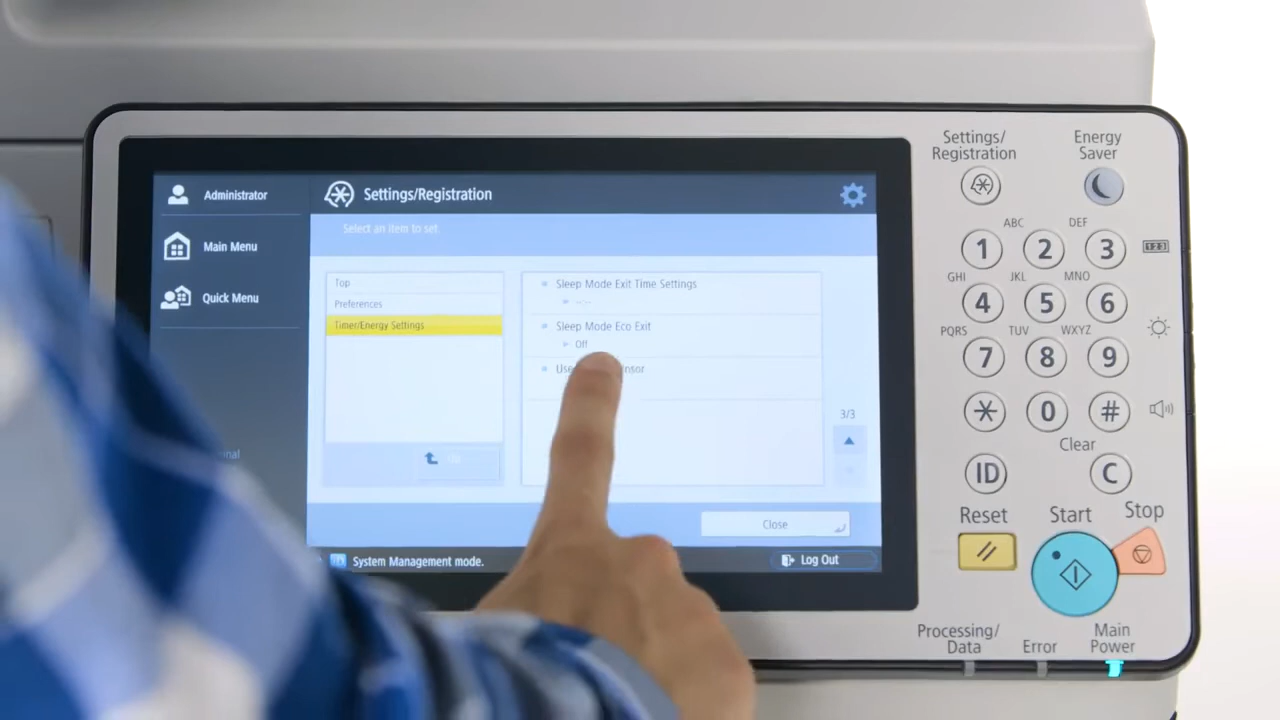 Settings/
Registration
Energy
Saver
Administrator
Settings/Registration
Select an item to set.
Main Menu
Quick Menu
Top
Preferences
Timer/Energy Settings
Sleep Mode Exit Time Settings
--:--
Sleep Mode Eco Exit
Off
Use
3/3
Up
Close
System Management mode.
Log Out
ABC
DEF
1
2
3
123
GHI
JKL
MNO
4
5
6
PQRS
TUV
WXYZ
7
8
9
0
#
Clear
ID
C
Reset
Start
Stop
Processing/
Data
Error
Main
Power